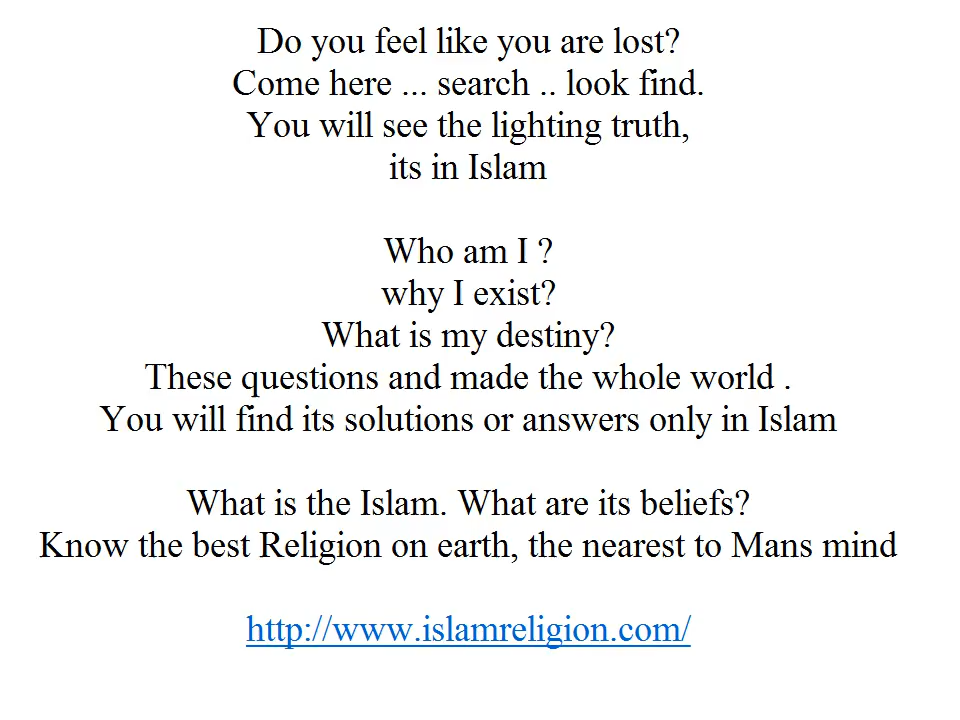 Do you feel like you are lost?
Come here ... search .. look find.
You will see the lighting truth,
its in Islam
Who am I ?
why I exist?
What is my destiny?
These questions and made the whole world .
You will find its solutions or answers only in Islam
What is the Islam. What are its beliefs?
Know the best Religion on earth, the nearest to Mans mind
http://www.islamreligion.com/